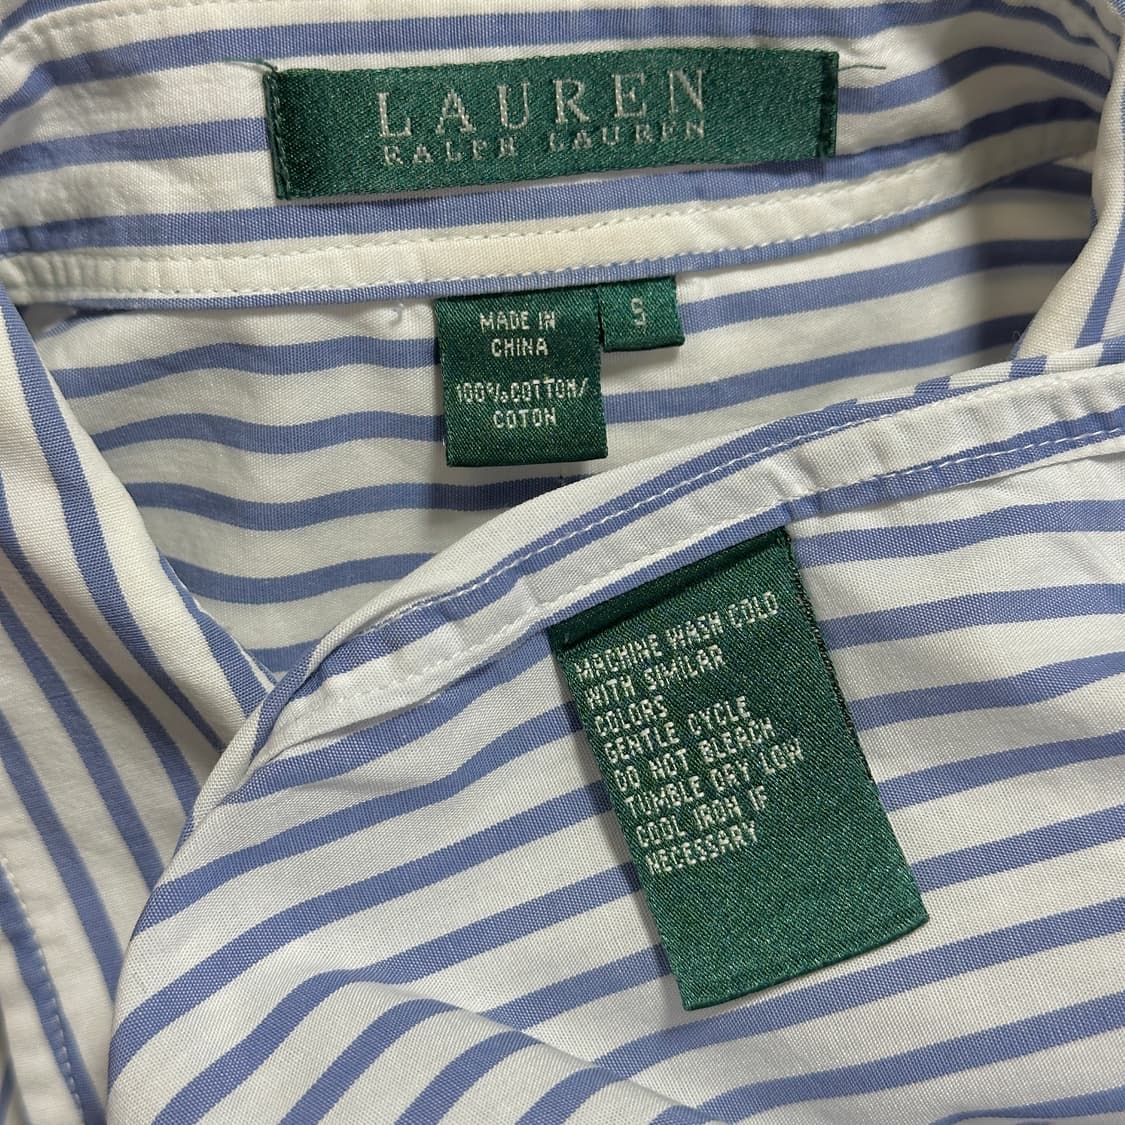 LAUREN
RALPH LAUREN
MADE IN
CHINA
100% COTTON/
COTON
S
MACHINE WASH COLD
WITH SIMILAR
COLORS
GENTLE CYCLE
DO NOT BLEACH
TUMBLE DRY LOW
COOL IRON IF
NECESSARY